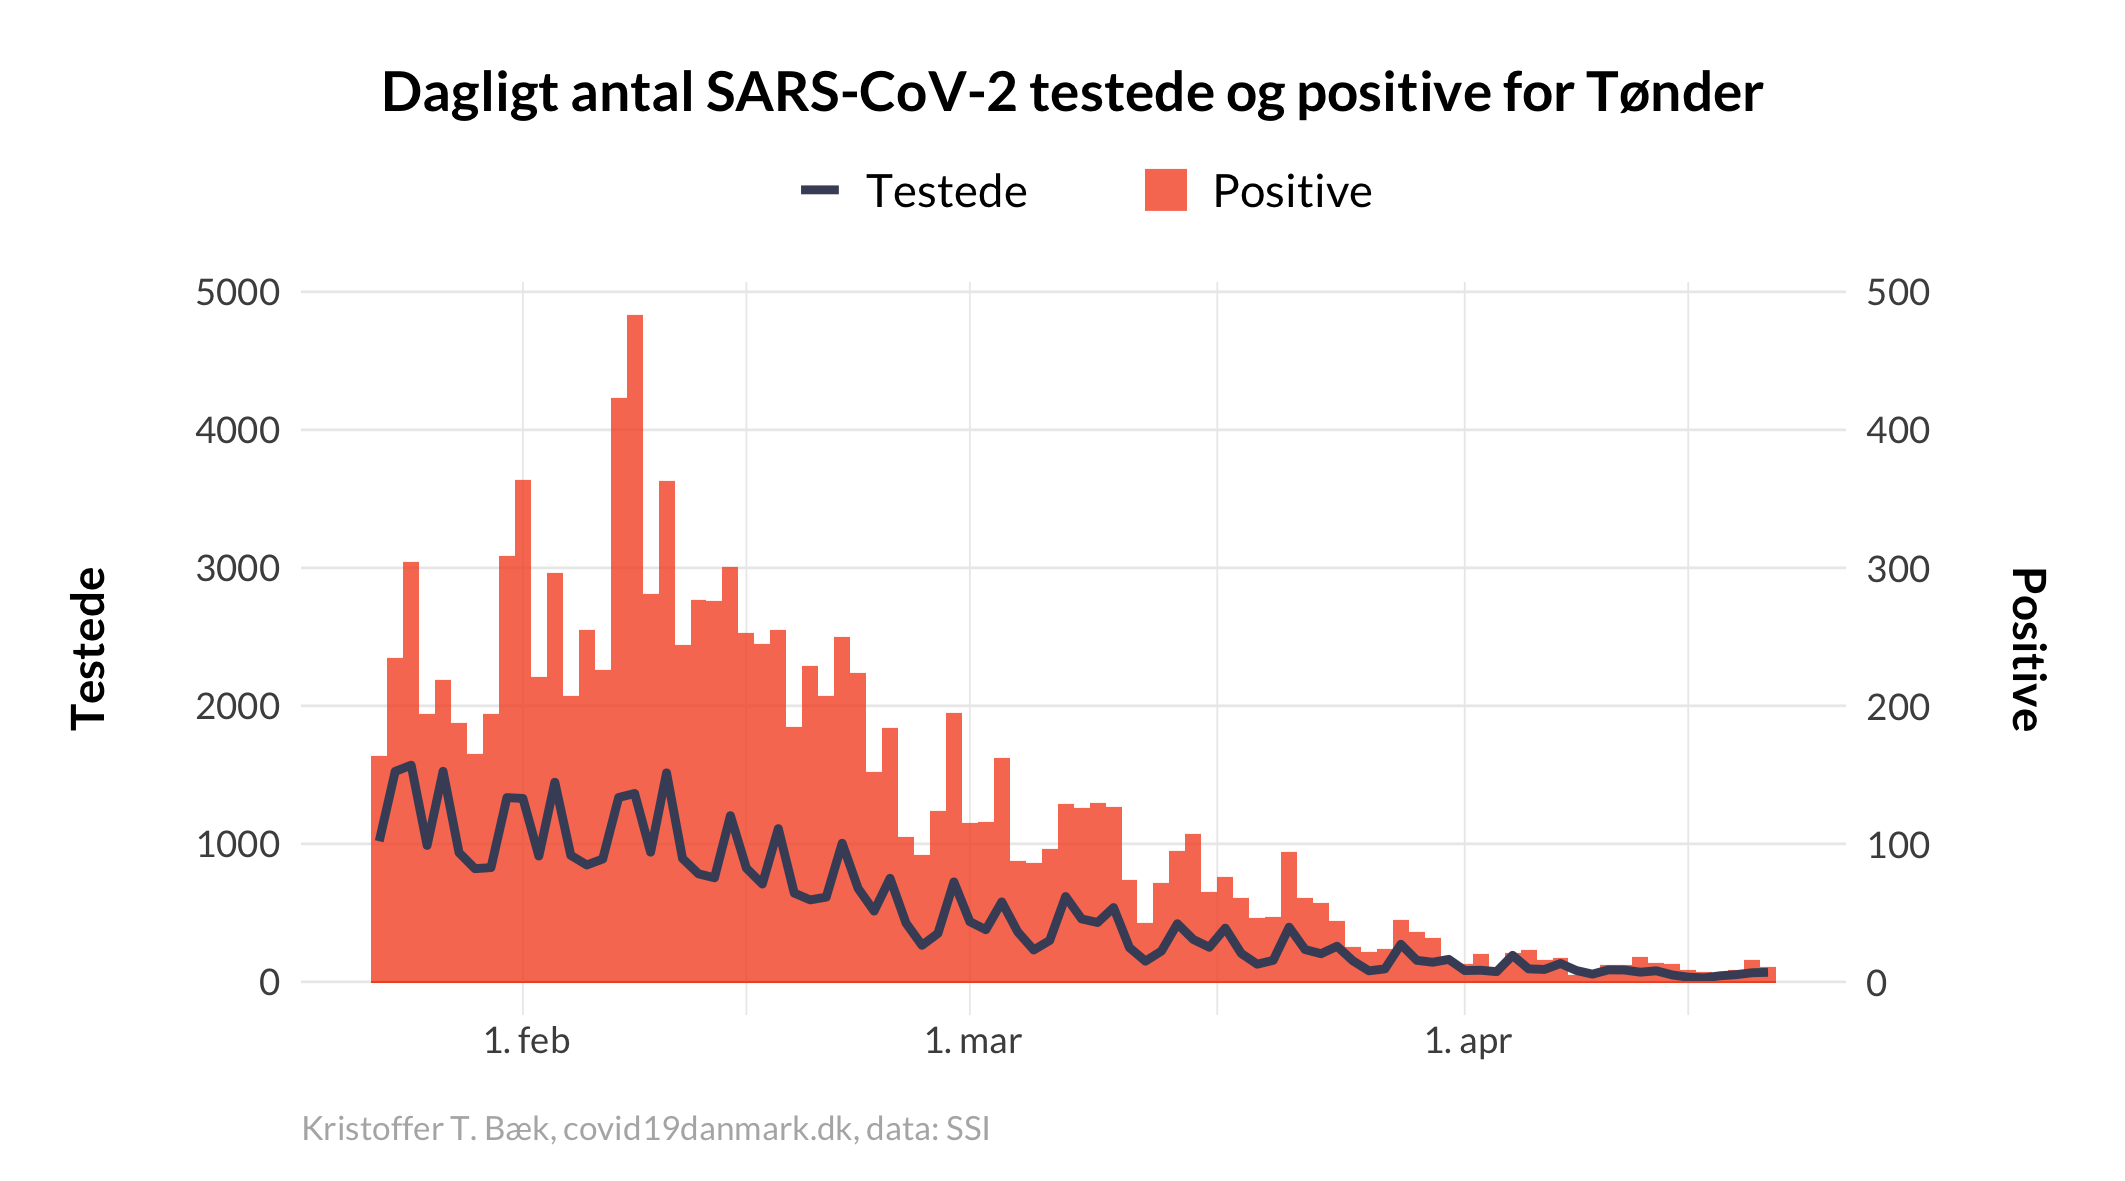 Dagligt antal SARS-CoV-2 testede og positive for Tønder
Testede
Positive
5000
4000
3000
2000
1000
0
Testede
500
400
300
200
100
0
Positive
1. feb
1. mar
1. apr
Kristoffer T. Bæk, covid19danmark.dk, data: SSI